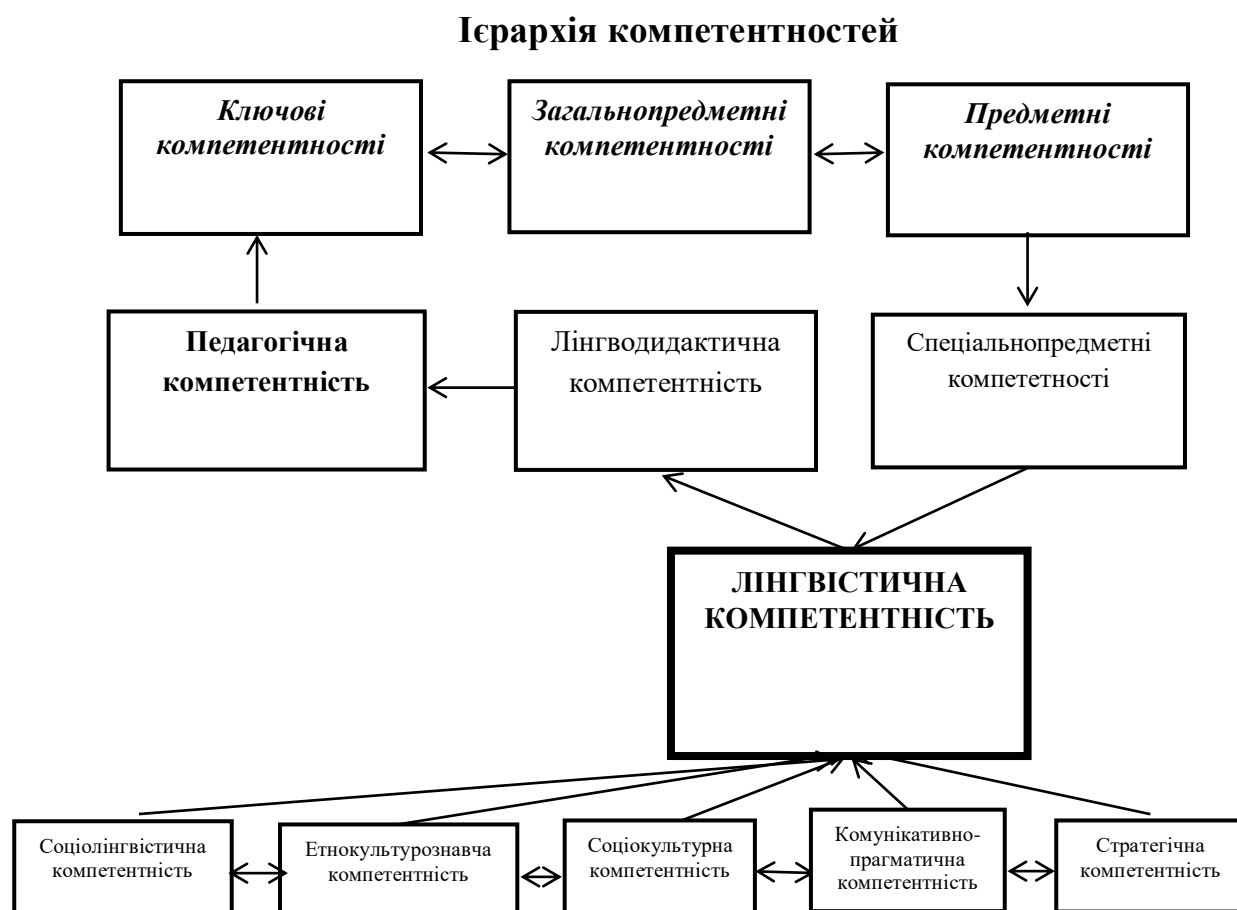 Ієрархія компетентностей
Ключові
компетентності
Загальнопредметні
компетентності
Предметні
компетентності
Педагогічна
компетентність
Лінгводидактична
компетентність
Спеціальнопредметні
компететності
ЛІНГВІСТИЧНА
КОМПЕТЕНТНІСТЬ
Соціолінгвістична
компетентність
Етнокультурознавча
компетентність
Соціокультурна
компетентність
Комунікативно-
прагматична
компетентність
Стратегічна
компетентність